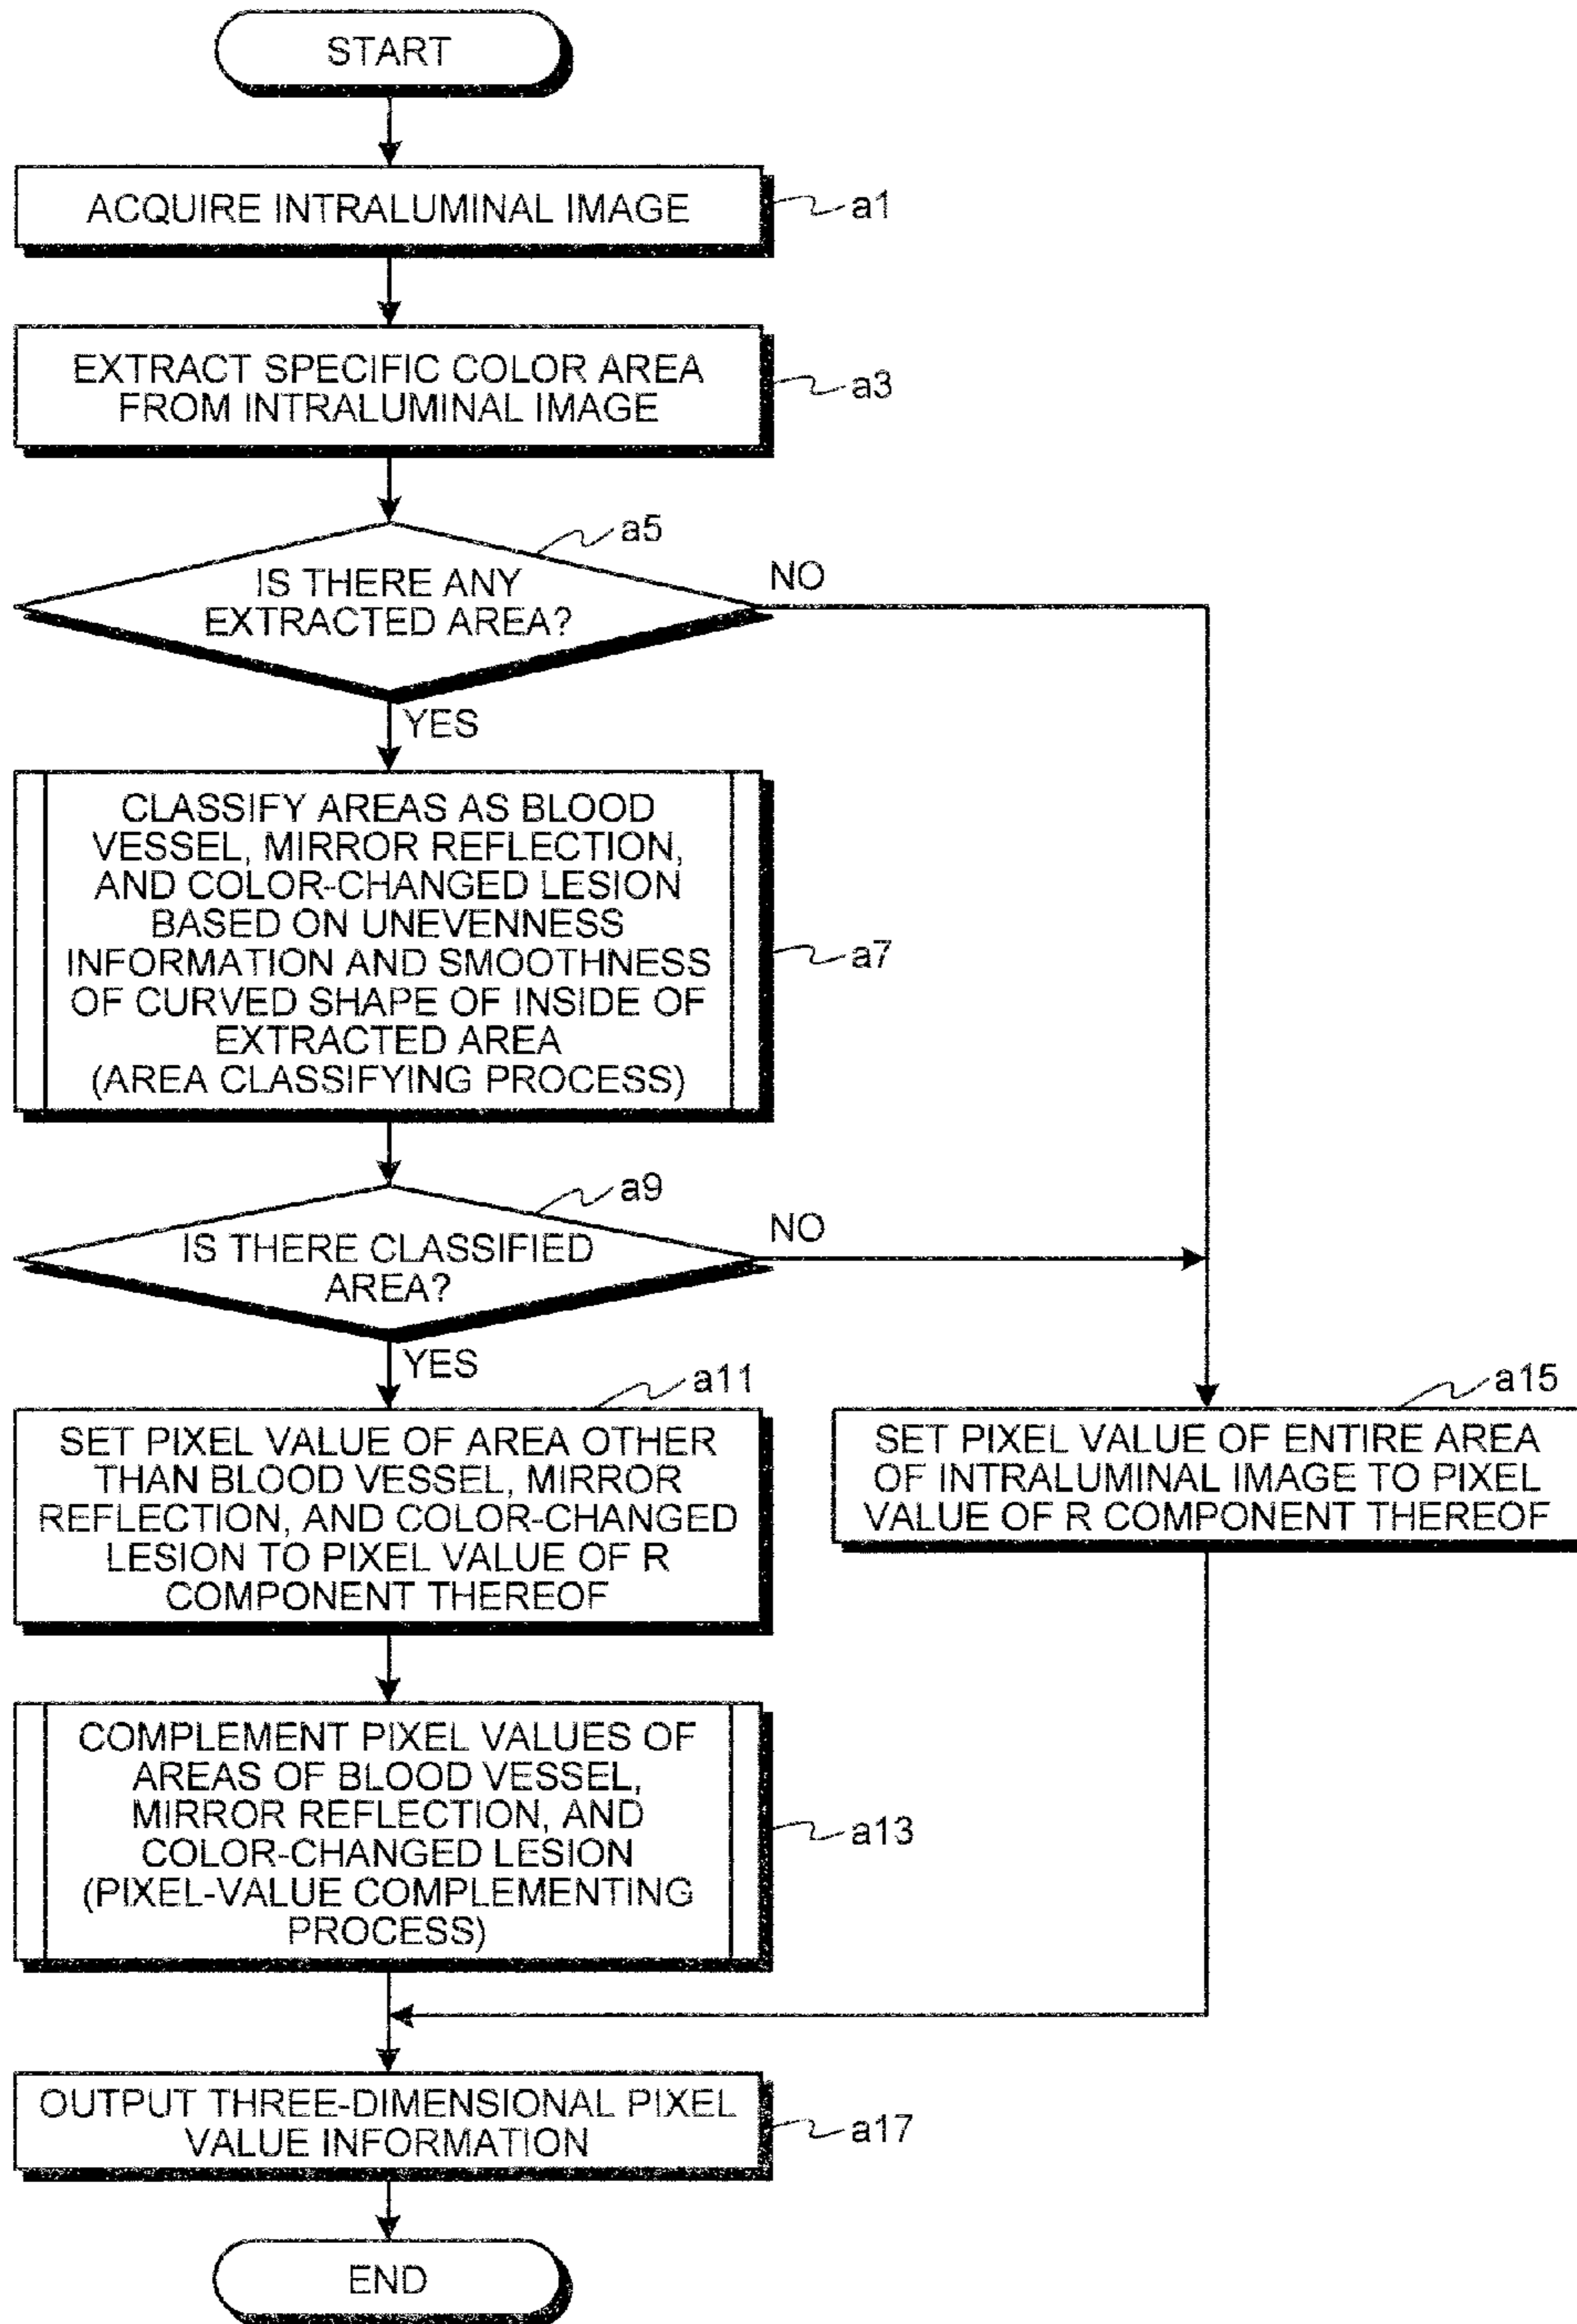 START
ACQUIRE INTRALUMINAL IMAGE
a1
EXTRACT SPECIFIC COLOR AREA
FROM INTRALUMINAL IMAGE
a3
a5
IS THERE ANY
EXTRACTED AREA?
NO
YES
CLASSIFY AREAS AS BLOOD
VESSEL, MIRROR REFLECTION,
AND COLOR-CHANGED LESION
BASED ON UNEVENNESS
INFORMATION AND SMOOTHNESS
OF CURVED SHAPE OF INSIDE OF
EXTRACTED AREA
(AREA CLASSIFYING PROCESS)
a7
a9
IS THERE CLASSIFIED
AREA?
NO
YES
a11
SET PIXEL VALUE OF AREA OTHER
THAN BLOOD VESSEL, MIRROR
REFLECTION, AND COLOR-CHANGED
LESION TO PIXEL VALUE OF R
COMPONENT THEREOF
a15
SET PIXEL VALUE OF ENTIRE AREA
OF INTRALUMINAL IMAGE TO PIXEL
VALUE OF R COMPONENT THEREOF
COMPLEMENT PIXEL VALUES OF
AREAS OF BLOOD VESSEL,
MIRROR REFLECTION, AND
COLOR-CHANGED LESION
(PIXEL-VALUE COMPLEMENTING
PROCESS)
a13
OUTPUT THREE-DIMENSIONAL PIXEL
VALUE INFORMATION
a17
END